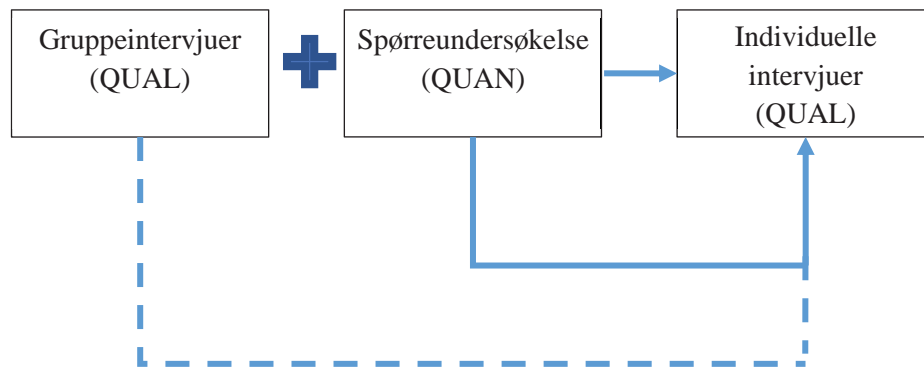 Gruppeintervjuer
(QUAL)
Spørreundersøkelse
(QUAN)
Individuelle
intervjuer
(QUAL)